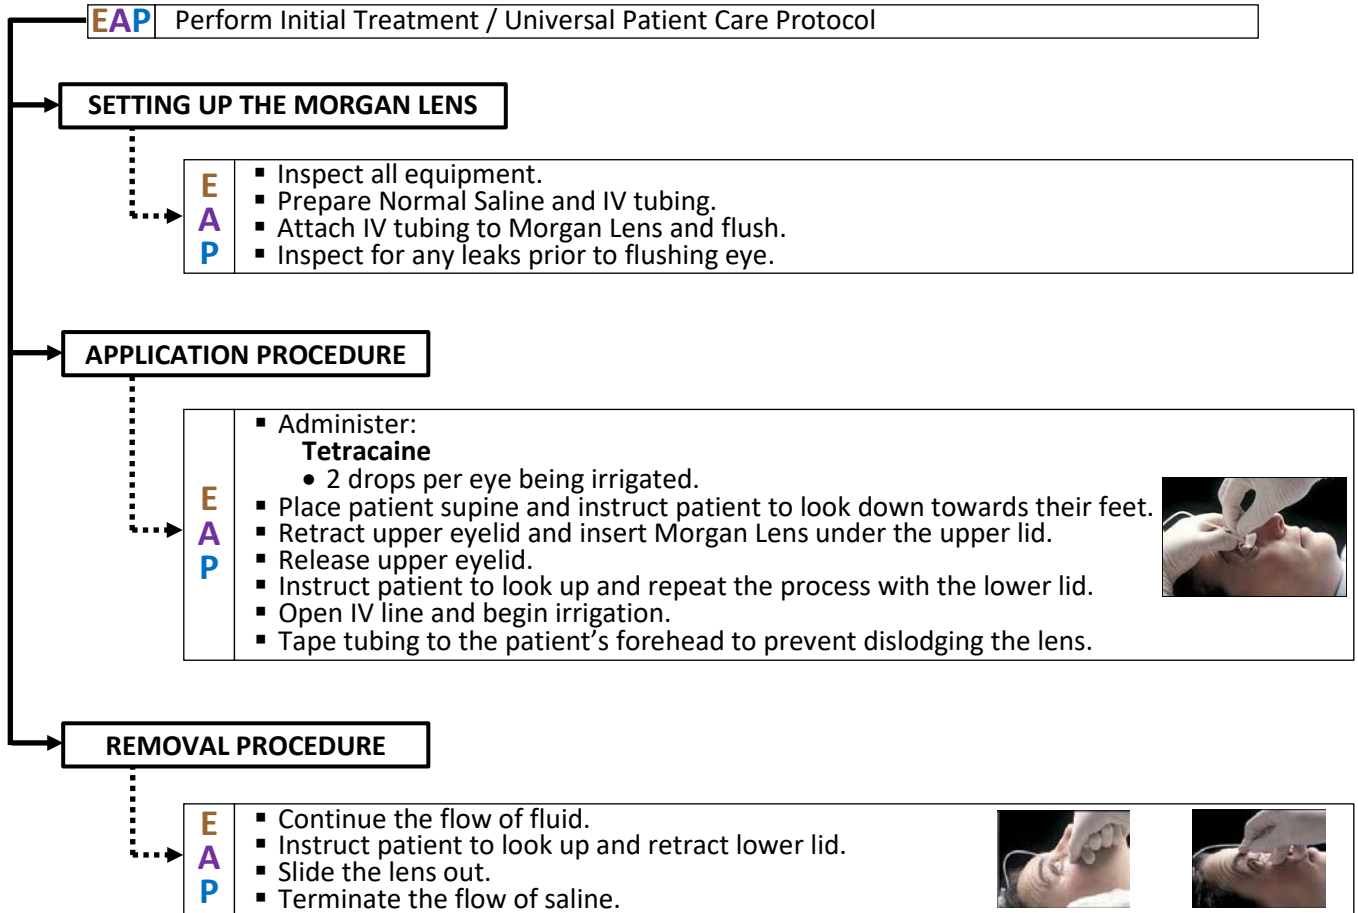 EAP Perform Initial Treatment / Universal Patient Care Protocol
SETTING UP THE MORGAN LENS
E
A
P
▪ Inspect all equipment.
▪ Prepare Normal Saline and IV tubing.
▪ Attach IV tubing to Morgan Lens and flush.
▪ Inspect for any leaks prior to flushing eye.
APPLICATION PROCEDURE
E
A
P
▪ Administer:
Tetracaine
• 2 drops per eye being irrigated.
▪ Place patient supine and instruct patient to look down towards their feet.
▪ Retract upper eyelid and insert Morgan Lens under the upper lid.
▪ Release upper eyelid.
▪ Instruct patient to look up and repeat the process with the lower lid.
▪ Open IV line and begin irrigation.
▪ Tape tubing to the patient’s forehead to prevent dislodging the lens.
REMOVAL PROCEDURE
E
A
P
▪ Continue the flow of fluid.
▪ Instruct patient to look up and retract lower lid.
▪ Slide the lens out.
▪ Terminate the flow of saline.